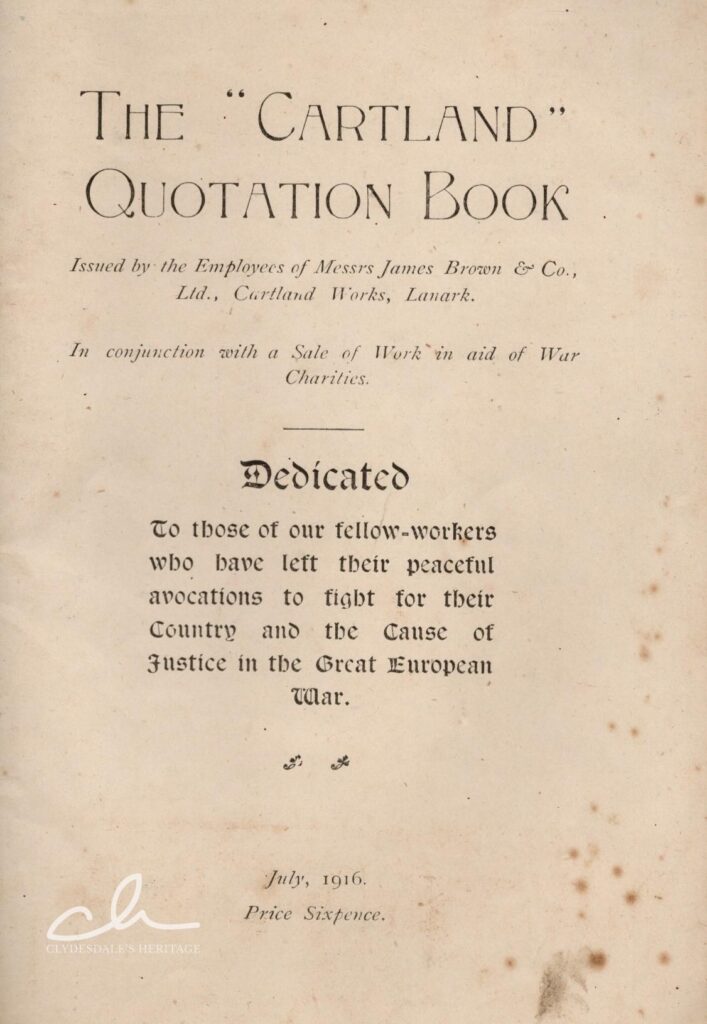 THE "CARTLAND"
QUOTATION BOOK
Issued by the Employees of Messrs James Brown & Co.,
Ltd., Cartland Works, Lanark.
In conjunction with a Sale of Work in aid of War
Charities.
Dedicated
To those of our fellow-workers
who have left their peaceful
avocations to fight for their
Country and the Cause of
Justice in the Great European
War.
July, 1916.
Price Sixpence.
ch
CLYDESDALE'S HERITAGE